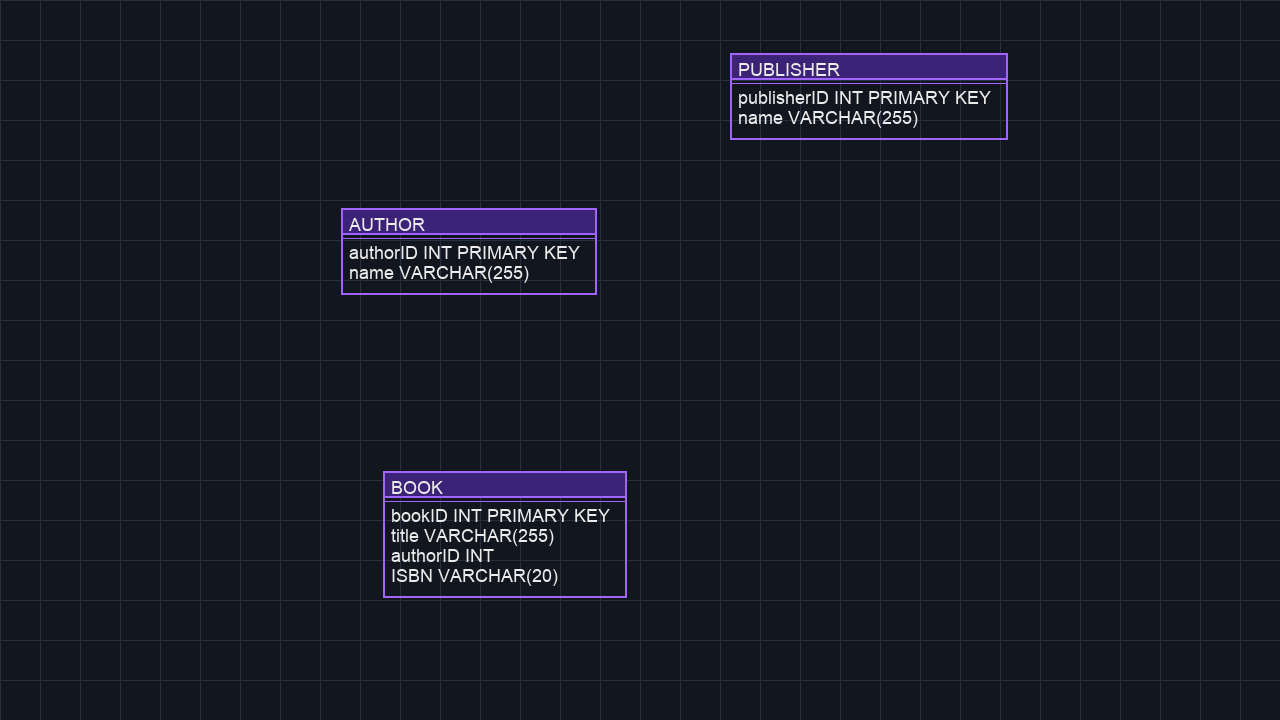 PUBLISHER
publisherID INT PRIMARY KEY
name VARCHAR(255)
AUTHOR
authorID INT PRIMARY KEY
name VARCHAR(255)
BOOK
bookID INT PRIMARY KEY
title VARCHAR(255)
authorID INT
ISBN VARCHAR(20)